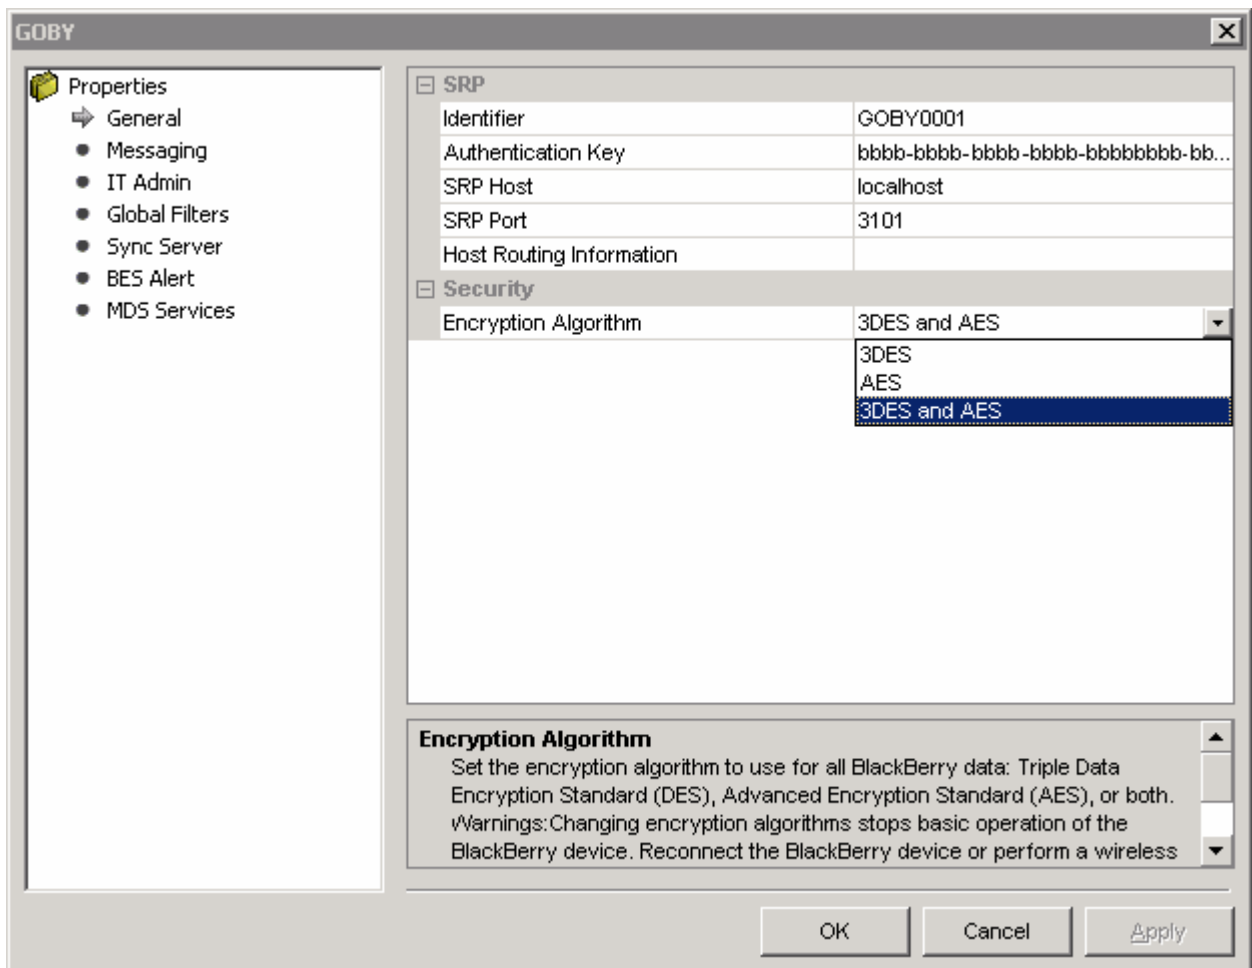 GOBY
Properties
General
Messaging
IT Admin
Global Filters
Sync Server
BES Alert
MDS Services
SRP
Identifier GOBY0001
Authentication Key bbbb-bbbb-bbbb-bbbb-bbbbbbbb-bb...
SRP Host localhost
SRP Port 3101
Host Routing Information
Security
Encryption Algorithm 3DES and AES
3DES
AES
3DES and AES
Encryption Algorithm
Set the encryption algorithm to use for all BlackBerry data: Triple Data
Encryption Standard (DES), Advanced Encryption Standard (AES), or both.
Warnings:Changing encryption algorithms stops basic operation of the
BlackBerry device. Reconnect the BlackBerry device or perform a wireless
OK Cancel Apply